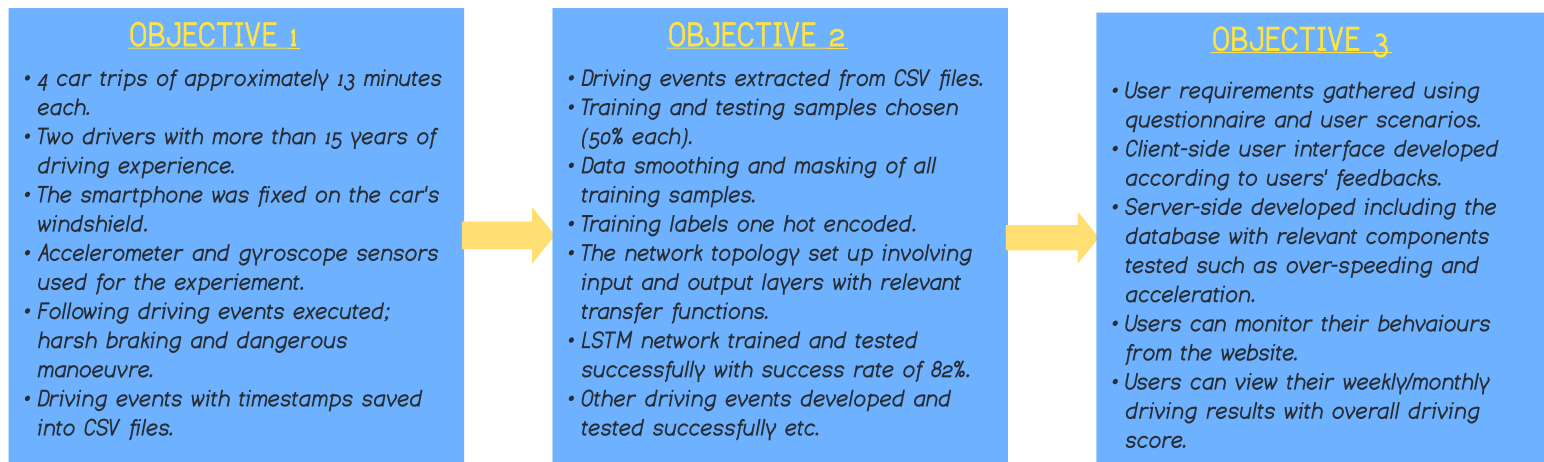 OBJECTIVE 1
• 4 car trips of approximately 13 minutes
each.
• Two drivers with more than 15 years of
driving experience.
• The smartphone was fixed on the car's
windshield.
• Accelerometer and gyroscope sensors
used for the experiement.
• Following driving events executed;
harsh braking and dangerous
manoeuvre.
• Driving events with timestamps saved
into CSV files.
OBJECTIVE 2
• Driving events extracted from CSV files.
• Training and testing samples chosen
(50% each).
• Data smoothing and masking of all
training samples.
• Training labels one hot encoded.
• The network topology set up involving
input and output layers with relevant
transfer functions.
• LSTM network trained and tested
successfully with success rate of 82%.
• Other driving events developed and
tested successfully etc.
OBJECTIVE 3
• User requirements gathered using
questionnaire and user scenarios.
• Client-side user interface developed
according to users' feedbacks.
• Server-side developed including the
database with relevant components
tested such as over-speeding and
acceleration.
• Users can monitor their behvaiours
from the website.
• Users can view their weekly/monthly
driving results with overall driving
score.